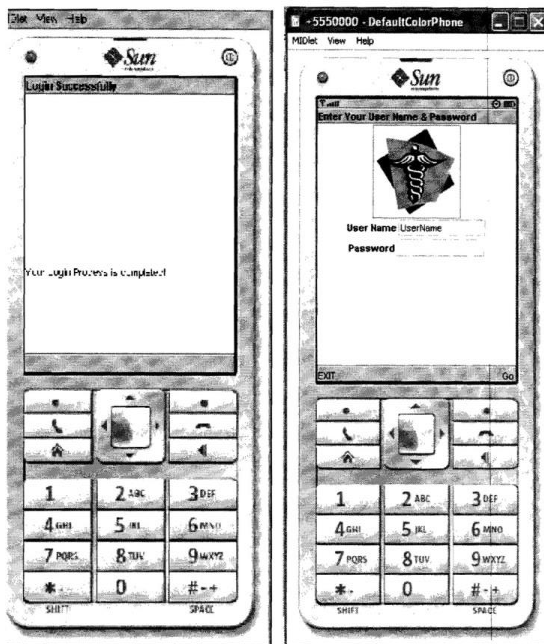 MIDlet View Help
Sun
microsystems
Login Successfully
Your Login Process is completed!
1
2 ABC
3 DEF
4 GHI
5 JKL
6 MNO
7 PQRS
8 TUV
9 WXYZ
*
0
#-+
SHIFT
SPACE
+5550000 - DefaultColorPhone
MIDlet View Help
Sun
microsystems
Enter Your User Name & Password
User Name UserName
Password
EXIT Go
1
2 ABC
3 DEF
4 GHI
5 JKL
6 MNO
7 PQRS
8 TUV
9 WXYZ
*
0
#-+
SHIFT
SPACE